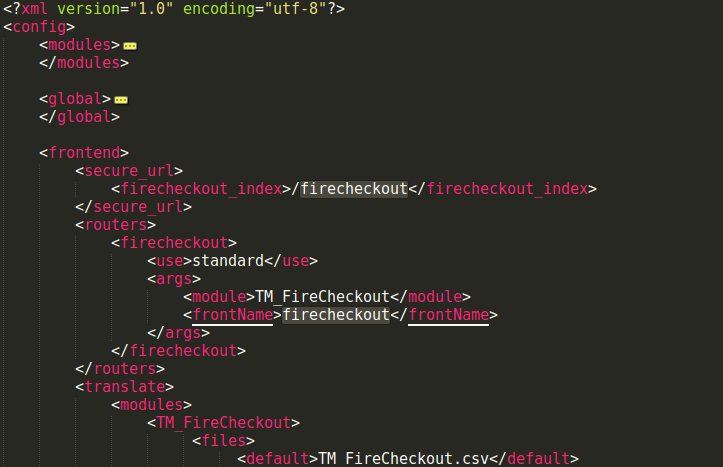 <?xml version="1.0" encoding="utf-8"?>
<config>
<modules>
</modules>
<global>
</global>
<frontend>
<secure_url>
<firecheckout_index>/firecheckout</firecheckout_index>
</secure_url>
<routers>
<firecheckout>
<use>standard</use>
<args>
<module>TM_FireCheckout</module>
<frontName>firecheckout</frontName>
</args>
</firecheckout>
</routers>
<translate>
<modules>
<TM_FireCheckout>
<files>
<default>TM_FireCheckout.csv</default>